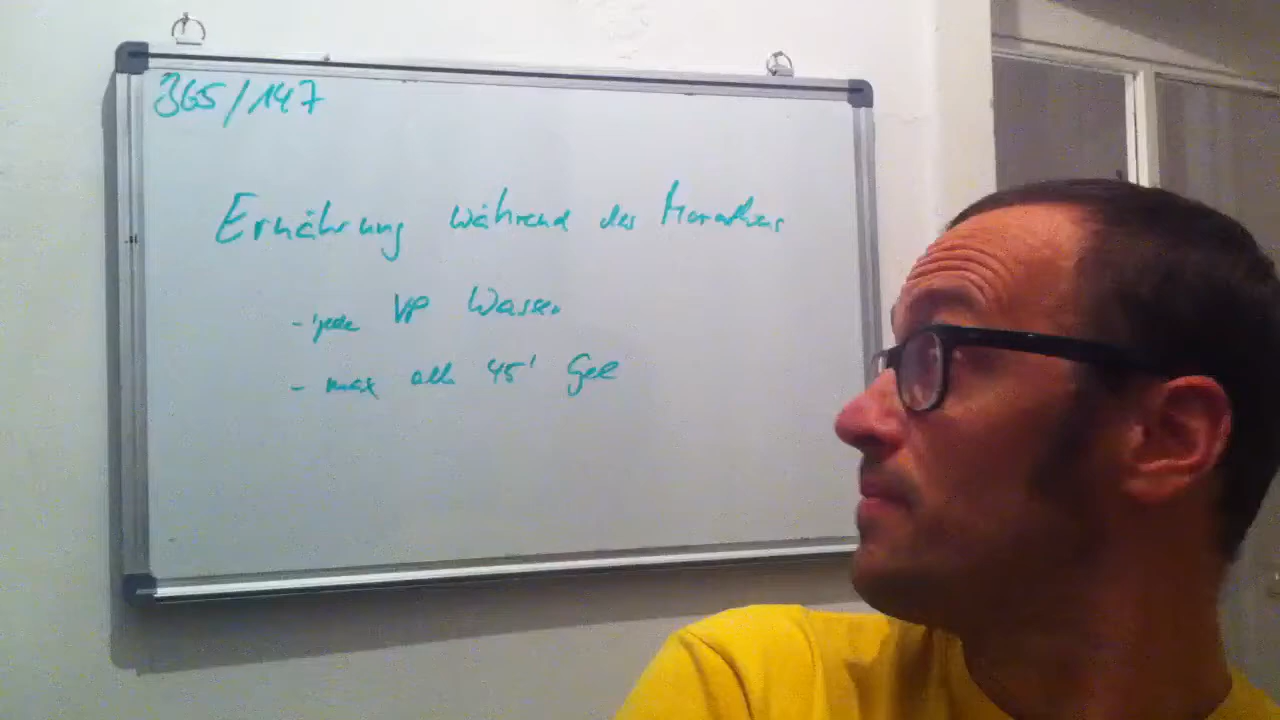 365/147
Ernährung während des Marathons
- jede VP Wasser
- max alle 45' Gel